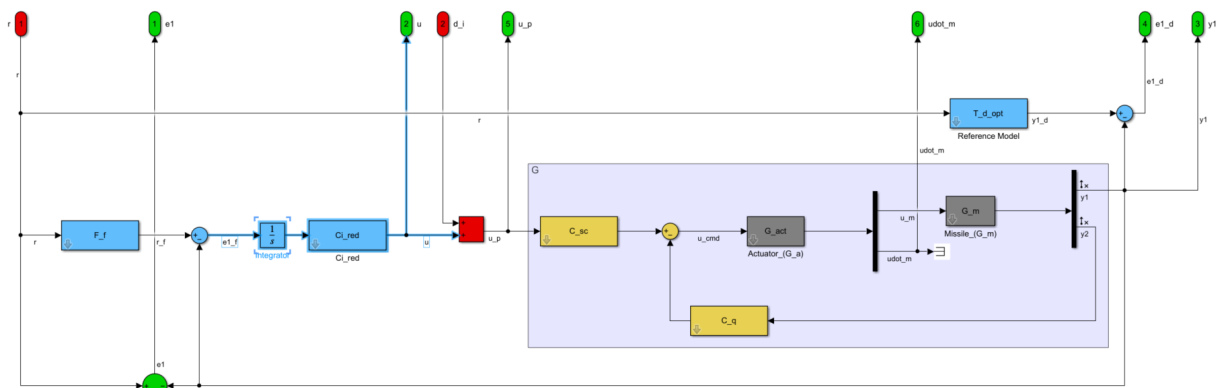 r 1
1 e1
2 u
2 d_i
5 u_p
6 udot_m
4 e1_d
3 y1
r
e1_d
y1
T_d_opt
y1_d
+
-
r
Reference Model
udot_m
G
y1
F_f
r
r_f
+
-
e1_f
1
s
Integrator
Ci_red
Ci_red
u
+
+
u_p
C_sc
+
-
u_cmd
G_act
Actuator_(G_a)
u_m
udot_m
G_m
Missile_(G_m)
y2
C_q
e1